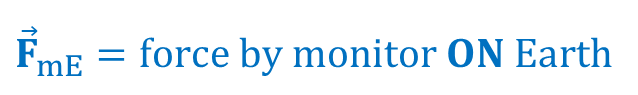 F⃗mE = force by monitor ON Earth